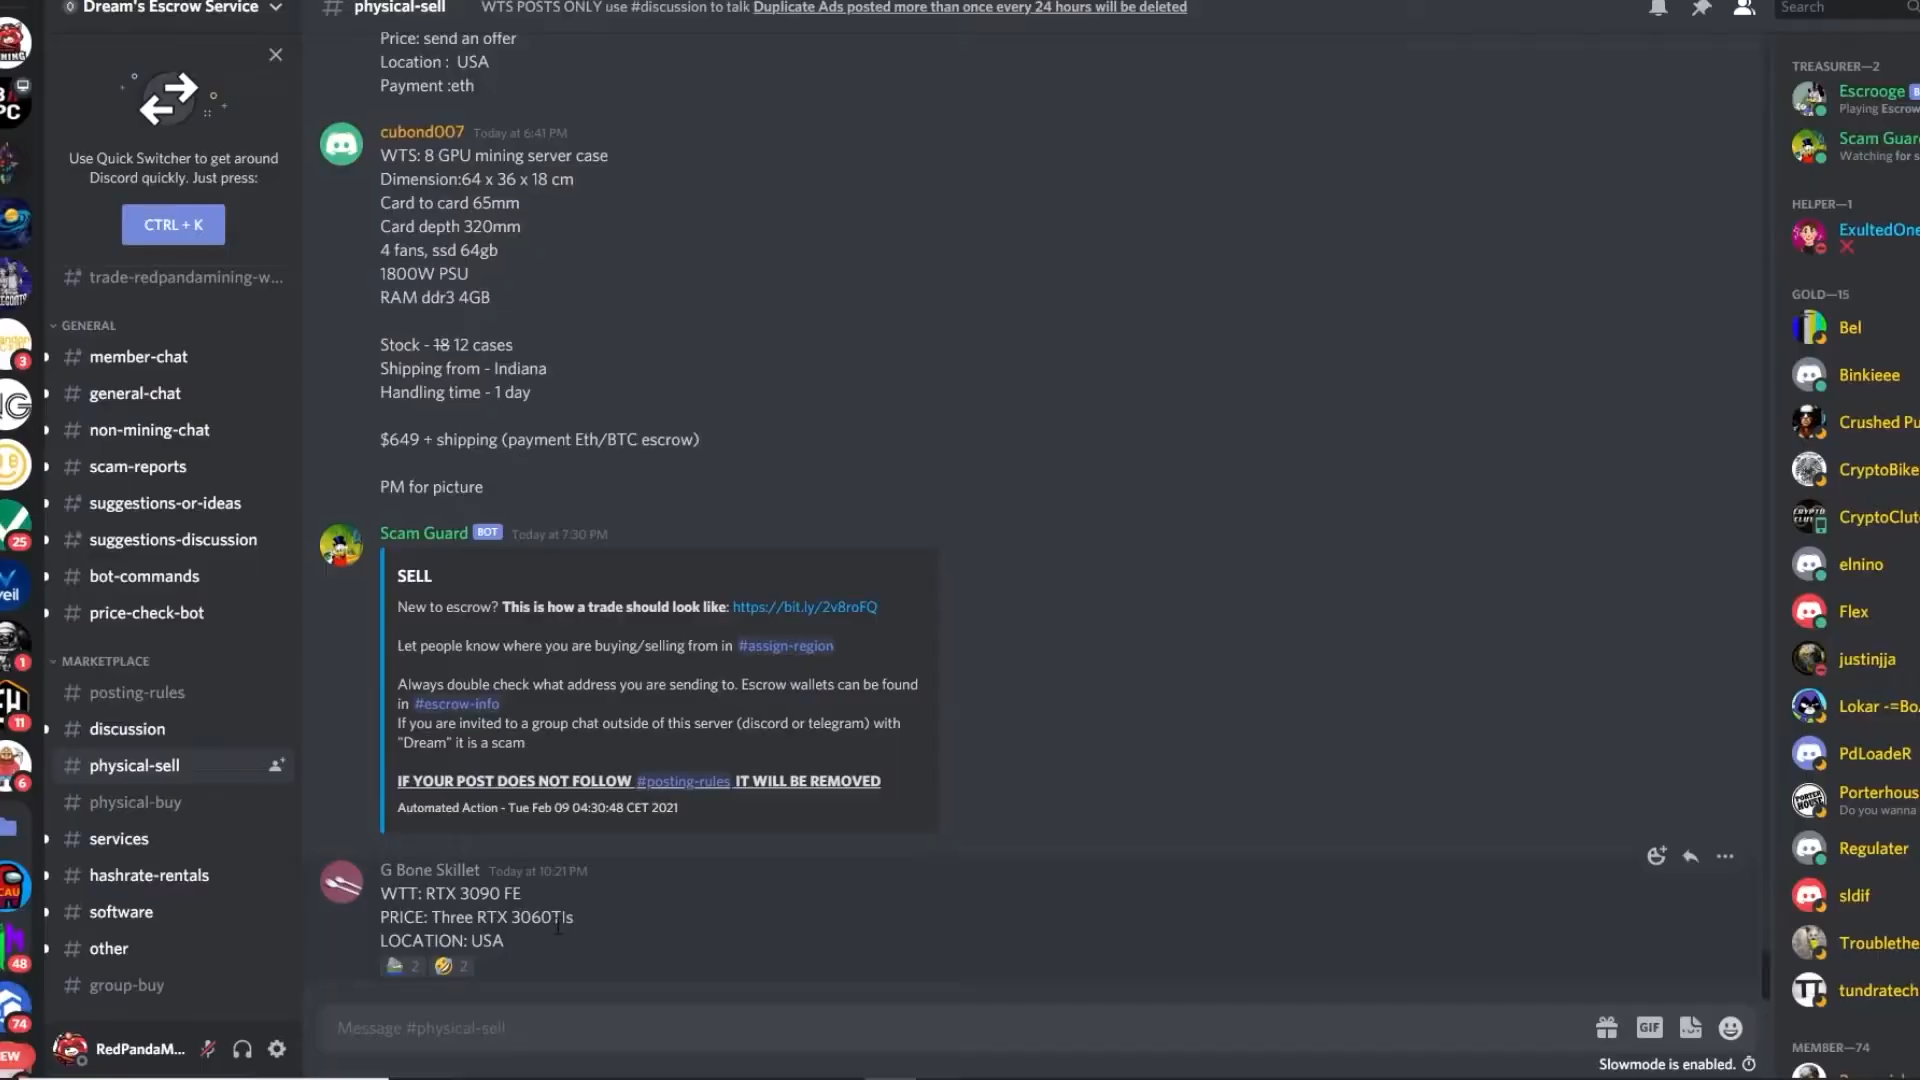 Dream's Escrow Service
Use Quick Switcher to get around
Discord quickly. Just press:
CTRL + K
trade-redpandamining-w...
GENERAL
member-chat
general-chat
non-mining-chat
scam-reports
suggestions-or-ideas
suggestions-discussion
bot-commands
price-check-bot
MARKETPLACE
posting-rules
discussion
physical-sell
physical-buy
services
hashrate-rentals
software
other
group-buy
RedPandaM...
3
25
1
11
6
48
74
physical-sell WTS POSTS ONLY use #discussion to talk Duplicate Ads posted more than once every 24 hours will be deleted
Search
Price: send an offer
Location : USA
Payment :eth
cubond007 Today at 6:41 PM
WTS: 8 GPU mining server case
Dimension:64 x 36 x 18 cm
Card to card 65mm
Card depth 320mm
4 fans, ssd 64gb
1800W PSU
RAM ddr3 4GB
Stock - 18 12 cases
Shipping from - Indiana
Handling time - 1 day
$649 + shipping (payment Eth/BTC escrow)
PM for picture
Scam Guard BOT Today at 7:30 PM
SELL
New to escrow? This is how a trade should look like: https://bit.ly/2v8roFQ
Let people know where you are buying/selling from in #assign-region
Always double check what address you are sending to. Escrow wallets can be found
in #escrow-info
If you are invited to a group chat outside of this server (discord or telegram) with
"Dream" it is a scam
IF YOUR POST DOES NOT FOLLOW #posting-rules IT WILL BE REMOVED
Automated Action - Tue Feb 09 04:30:48 CET 2021
G Bone Skillet Today at 10:21 PM
WTT: RTX 3090 FE
PRICE: Three RTX 3060TIs
LOCATION: USA
2 2
Message #physical-sell
GIF
Slowmode is enabled.
TREASURER—2
Escrooge
Playing Escrow
Scam Guar
Watching for s
HELPER—1
ExultedOne
GOLD—15
Bel
Binkieee
Crushed Pu
CryptoBike
CryptoClut
elnino
Flex
justinjja
Lokar -=Bo
PdLoadeR
Porterhous
Do you wanna
Regulater
sldif
Troublethe
tundratech
MEMBER—74